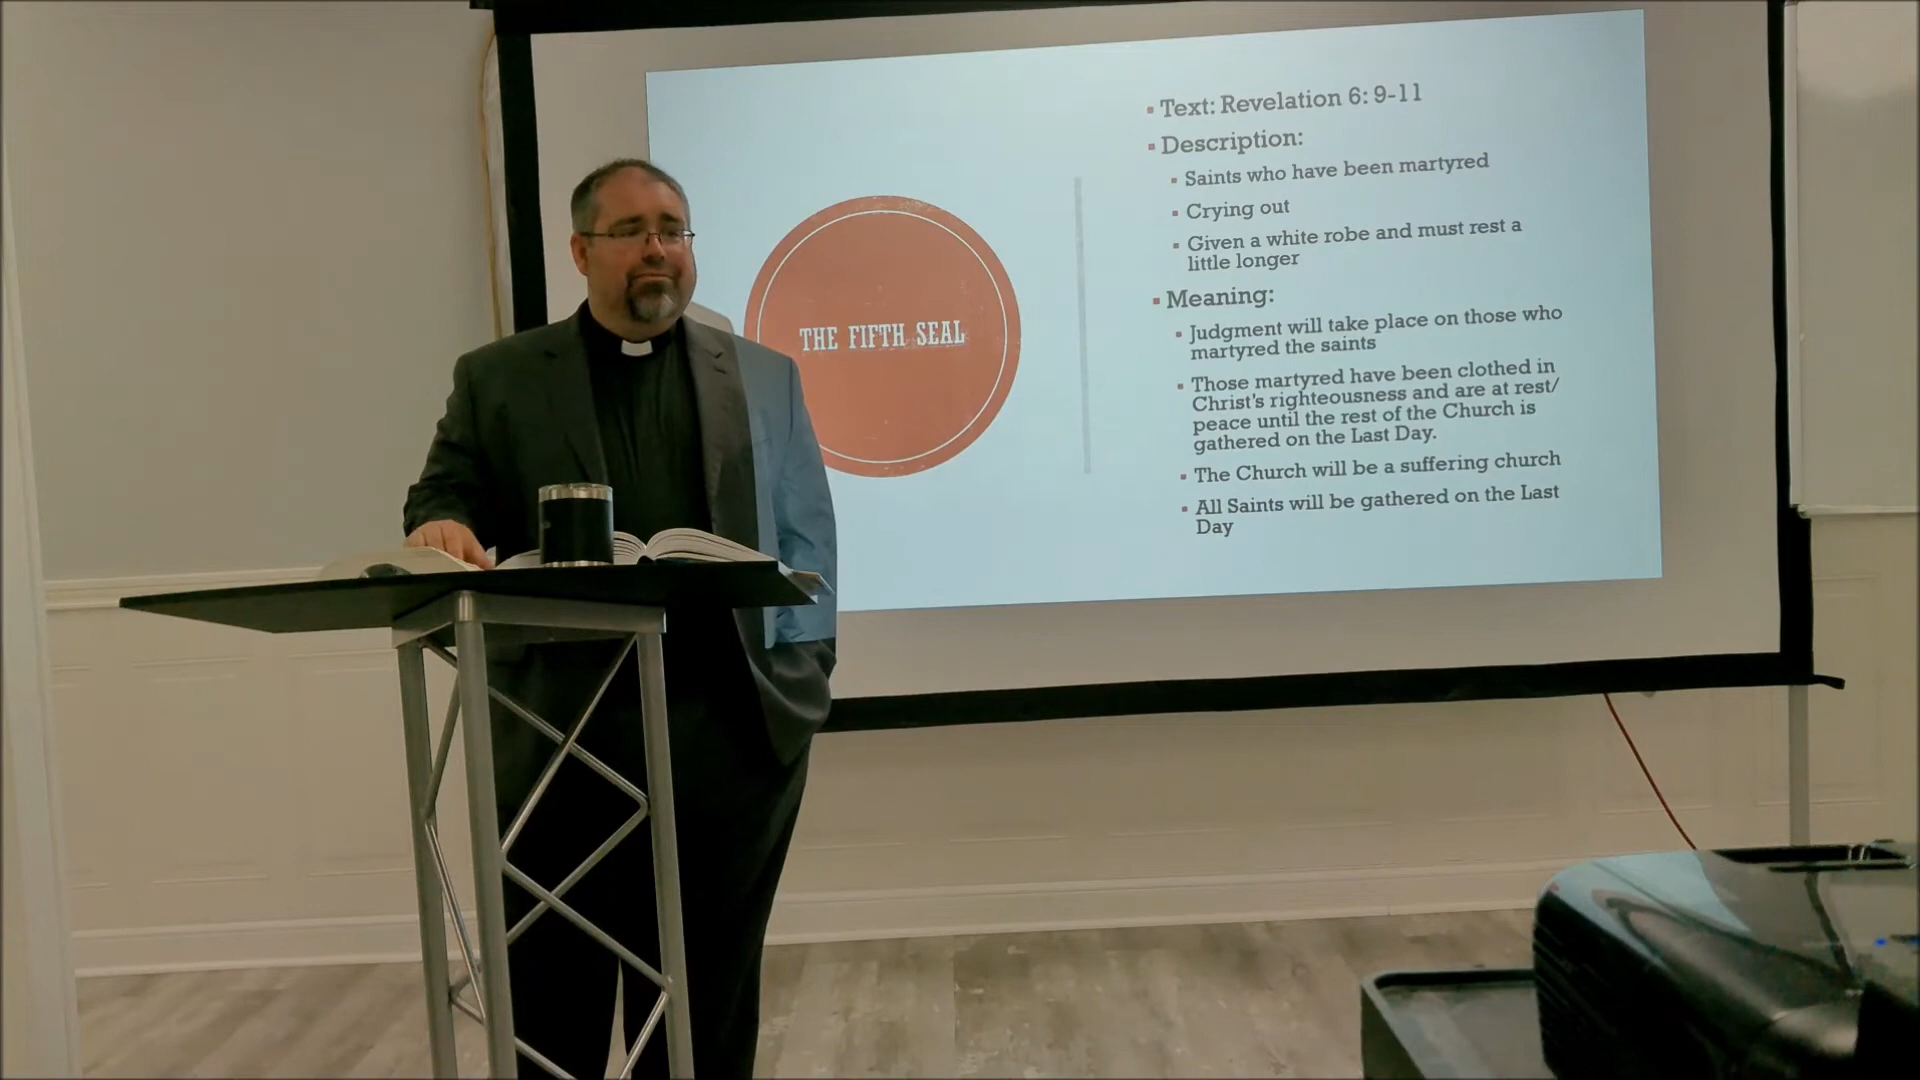 THE FIFTH SEAL
▪ Text: Revelation 6: 9-11
▪ Description:
▪ Saints who have been martyred
▪ Crying out
▪ Given a white robe and must rest a
little longer
▪ Meaning:
▪ Judgment will take place on those who
martyred the saints
▪ Those martyred have been clothed in
Christ's righteousness and are at rest/
peace until the rest of the Church is
gathered on the Last Day.
▪ The Church will be a suffering church
▪ All Saints will be gathered on the Last
Day